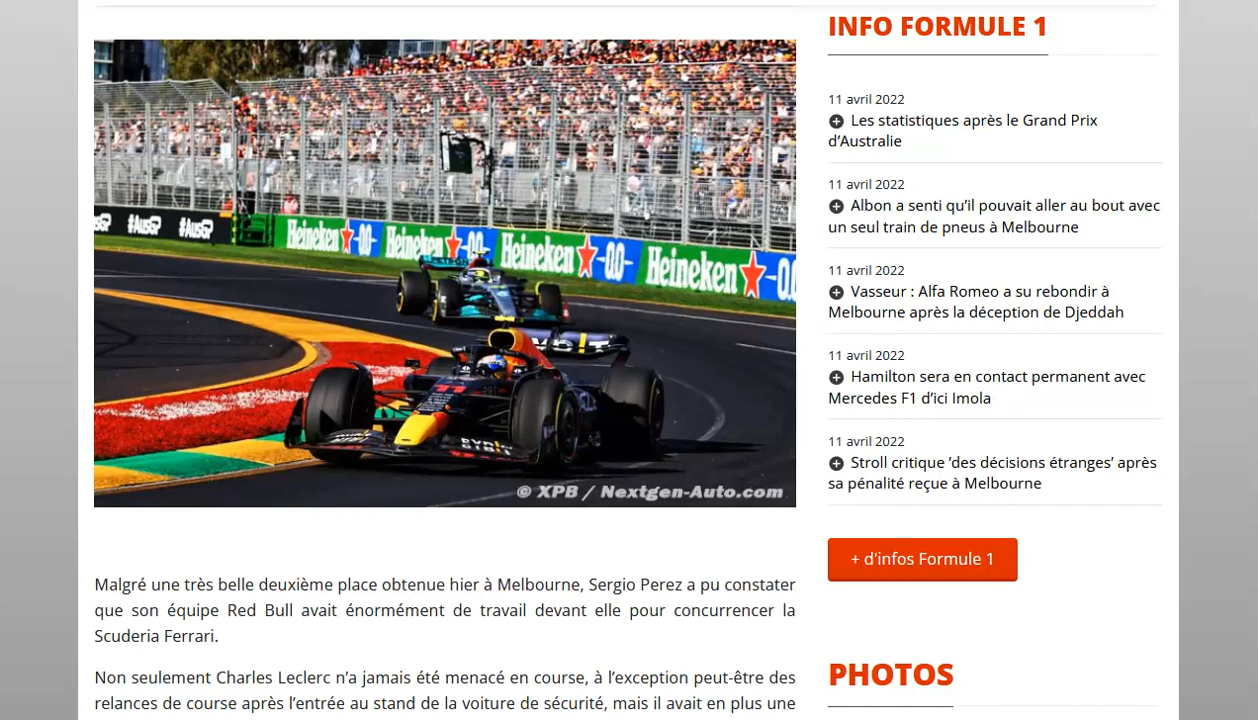 #AusGP #AusGP
Heineken 0.0 Heineken 0.0 Heineken 0.0 Heineken
11
© XPB / Nextgen-Auto.com
Malgré une très belle deuxième place obtenue hier à Melbourne, Sergio Perez a pu constater
que son équipe Red Bull avait énormément de travail devant elle pour concurrencer la
Scuderia Ferrari.
Non seulement Charles Leclerc n’a jamais été menacé en course, à l’exception peut-être des
relances de course après l’entrée au stand de la voiture de sécurité, mais il avait en plus une
INFO FORMULE 1
11 avril 2022
Les statistiques après le Grand Prix
d’Australie
11 avril 2022
Albon a senti qu’il pouvait aller au bout avec
un seul train de pneus à Melbourne
11 avril 2022
Vasseur : Alfa Romeo a su rebondir à
Melbourne après la déception de Djeddah
11 avril 2022
Hamilton sera en contact permanent avec
Mercedes F1 d’ici Imola
11 avril 2022
Stroll critique ’des décisions étranges’ après
sa pénalité reçue à Melbourne
+ d'infos Formule 1
PHOTOS